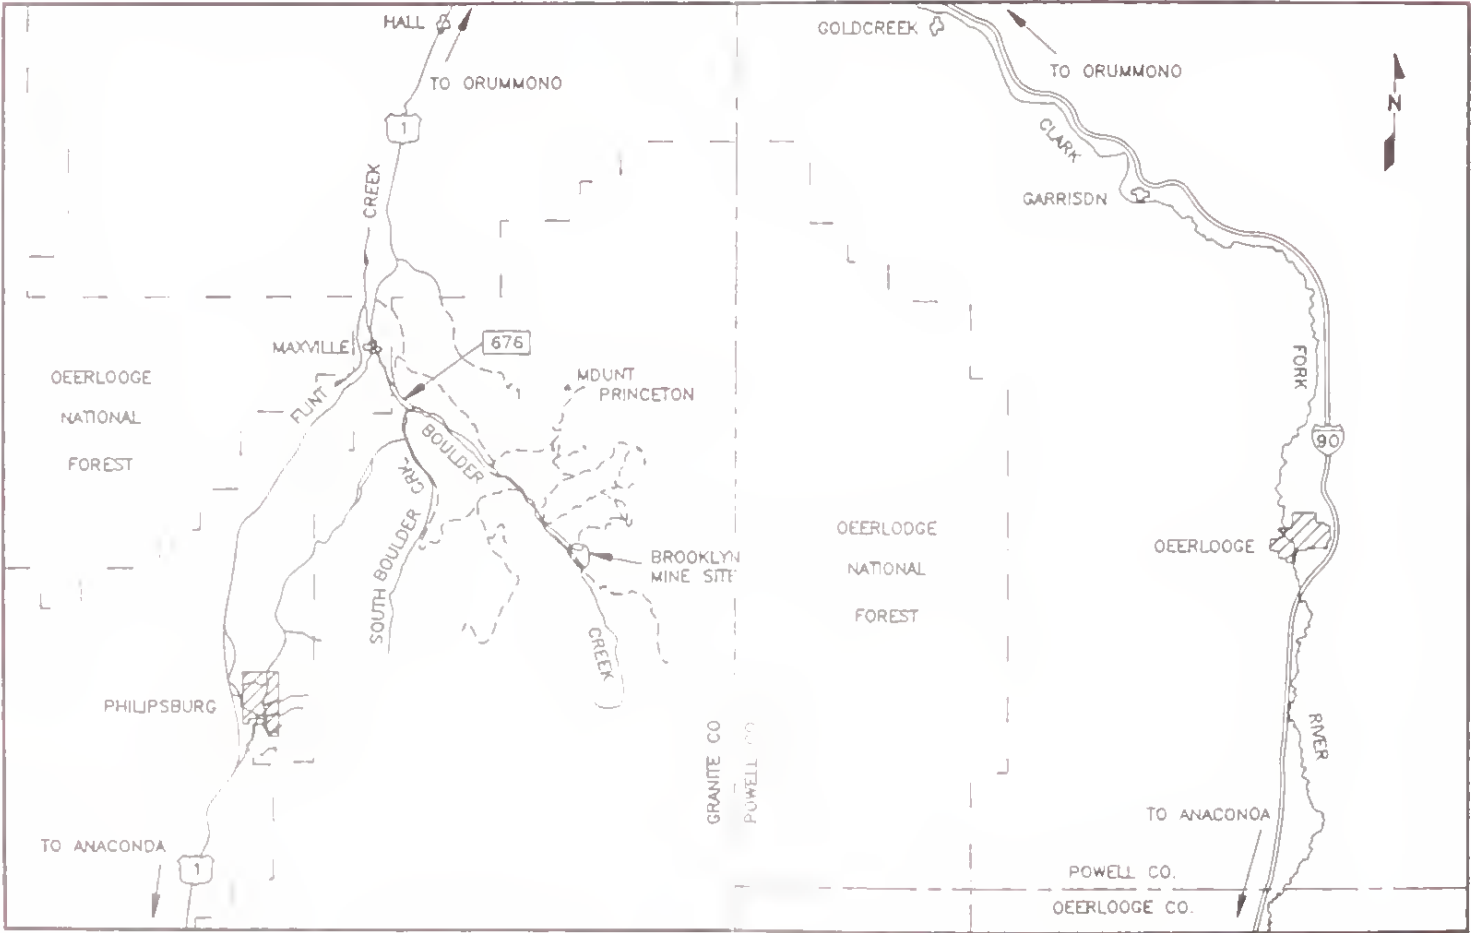 HALL
TO ORUMMONO
1
CREEK
GOLDCREEK
TO ORUMMONO
N
CLARK
GARRISDN
MAXVILLE
676
FLINT
OEERLOOGE
NATIONAL
FOREST
MDUNT
PRINCETON
BOULDER
CRK.
SOUTH BOULDER
BROOKLYN
MINE SITE
CREEK
PHILIPSBURG
TO ANACONDA
1
GRANITE CO
POWELL CO
OEERLODGE
NATIONAL
FOREST
FORK
90
OEERLOOGE
RIVER
TO ANACONOA
POWELL CO.
OEERLOOGE CO.